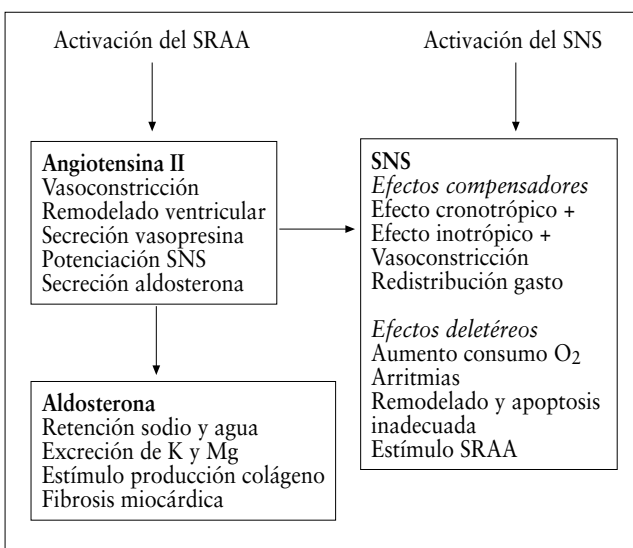 Activación del SRAA
Activación del SNS
Angiotensina II
Vasoconstricción
Remodelado ventricular
Secreción vasopresina
Potenciación SNS
Secreción aldosterona
SNS
Efectos compensadores
Efecto cronotrópico +
Efecto inotrópico +
Vasoconstricción
Redistribución gasto
Efectos deletéreos
Aumento consumo O2
Arritmias
Remodelado y apoptosis
inadecuada
Estímulo SRAA
Aldosterona
Retención sodio y agua
Excreción de K y Mg
Estímulo producción colágeno
Fibrosis miocárdica